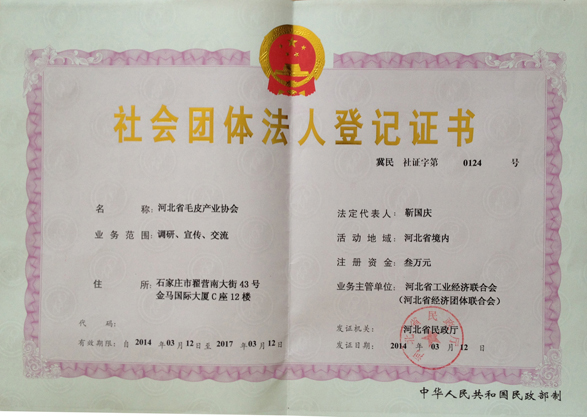 社会团体法人登记证书
冀民 社证字第 0124 号
名 称：河北省毛皮产业协会
业务范围：调研、宣传、交流
住 所：石家庄市翟营南大街43号
金马国际大厦C座12楼
代 码：
有效期限：自 2014 年 03 月 12 日至 2017 年 03 月 12 日
法定代表人：靳国庆
活动地域：河北省境内
注册资金：叁万元
业务主管单位：河北省工业经济联合会
（河北省经济团体联合会）
发证机关：河北省民政厅
发证日期：2014 年 03 月 12 日
中华人民共和国民政部制